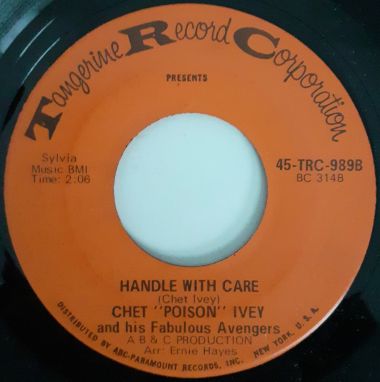 Tangerine Record Corporation
PRESENTS
Sylvia
Music BMI
Time: 2:06
45-TRC-989B
BC 3148
HANDLE WITH CARE
(Chet Ivey)
CHET "POISON" IVEY
and his Fabulous Avengers
A B & C PRODUCTION
Arr: Ernie Hayes
DISTRIBUTED BY ABC-PARAMOUNT RECORDS, INC. NEW YORK, U.S.A.